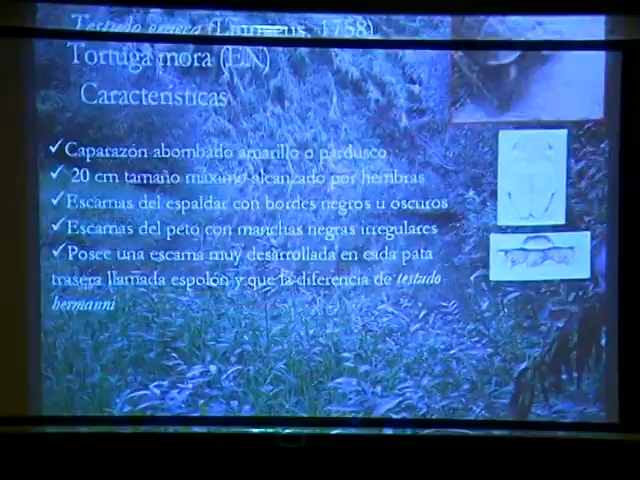 Testudo graeca (Linnaeus, 1758)
Tortuga mora (EN)
Características
✓Caparazón abombado amarillo o pardusco
✓ 20 cm tamaño máximo alcanzado por hembras
✓Escamas del espaldar con bordes negros u oscuros
✓Escamas del peto con manchas negras irregulares
✓Posee una escama muy desarrollada en cada pata
trasera llamada espolón y que la diferencia de testudo
hermanni